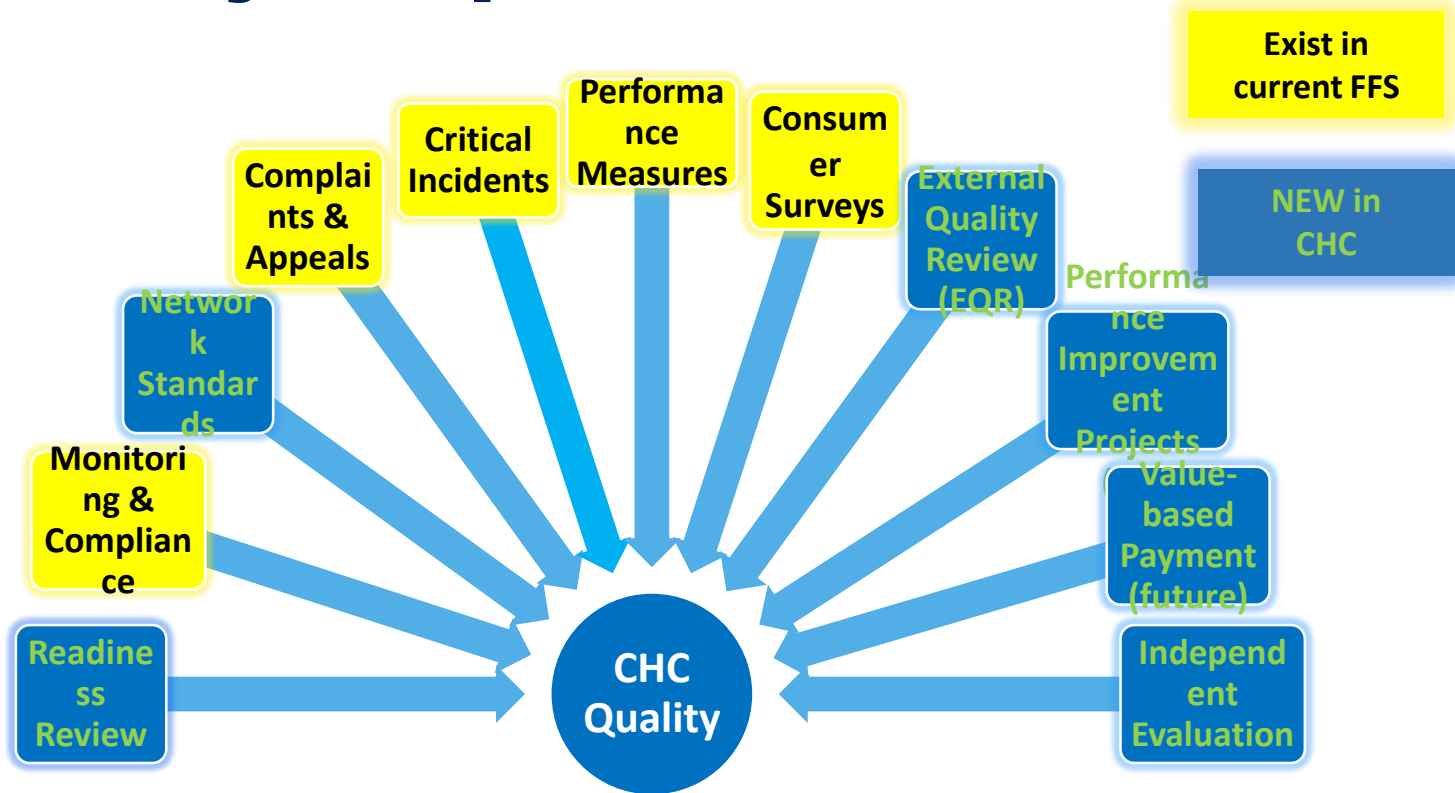 Exist in
current FFS
NEW in
CHC
Performa
nce
Measures
Critical
Incidents
Consum
er
Surveys
Complai
nts &
Appeals
External
Quality
Review
(EQR)
Network
k
Standar
ds
Performa
nce
Improvem
ent
Projects
Monitori
ng &
Complian
ce
Value-
based
Payment
(future)
Readine
ss
Review
CHC
Quality
Independ
ent
Evaluation